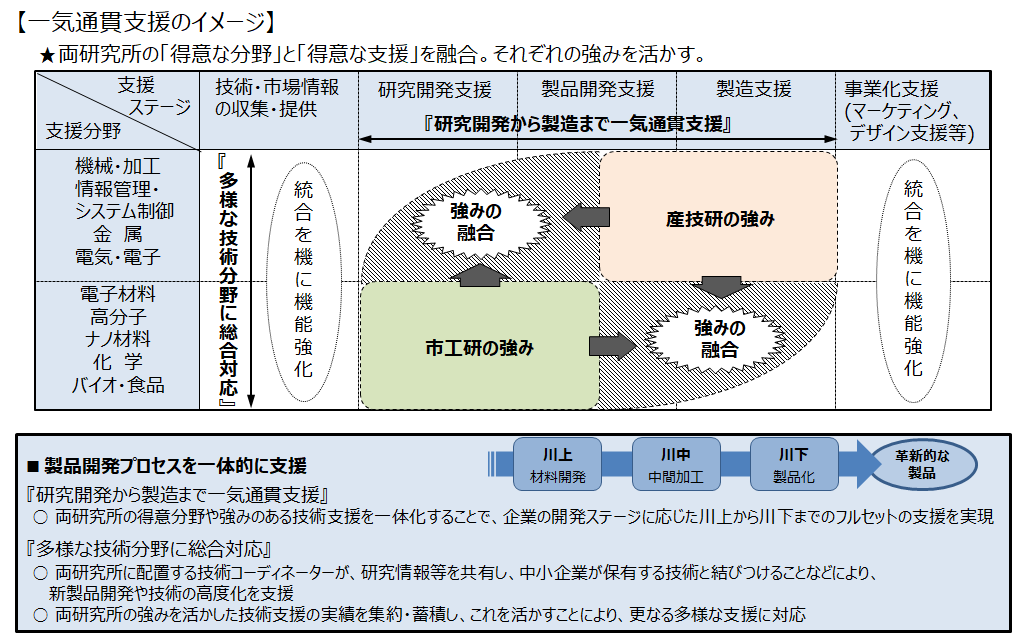 【一気通貫支援のイメージ】
★両研究所の「得意な分野」と「得意な支援」を融合。それぞれの強みを活かす。
支援
ステージ
支援分野
技術・市場情報
の収集・提供
研究開発支援
製品開発支援
製造支援
事業化支援
(マーケティング、
デザイン支援等)
『研究開発から製造まで一気通貫支援』
機械・加工
情報管理・
システム制御
金 属
電気・電子
電子材料
高分子
ナノ材料
化 学
バイオ・食品
『多様な技術分野に総合対応』
統合を機に機能強化
強みの
融合
産技研の強み
市工研の強み
強みの
融合
統合を機に機能強化
■ 製品開発プロセスを一体的に支援
川上
材料開発
川中
中間加工
川下
製品化
革新的な
製品
『研究開発から製造まで一気通貫支援』
○ 両研究所の得意分野や強みのある技術支援を一体化することで、企業の開発ステージに応じた川上から川下までのフルセットの支援を実現
『多様な技術分野に総合対応』
○ 両研究所に配置する技術コーディネーターが、研究情報等を共有し、中小企業が保有する技術と結びつけることなどにより、
新製品開発や技術の高度化を支援
○ 両研究所の強みを活かした技術支援の実績を集約・蓄積し、これを活かすことにより、更なる多様な支援に対応